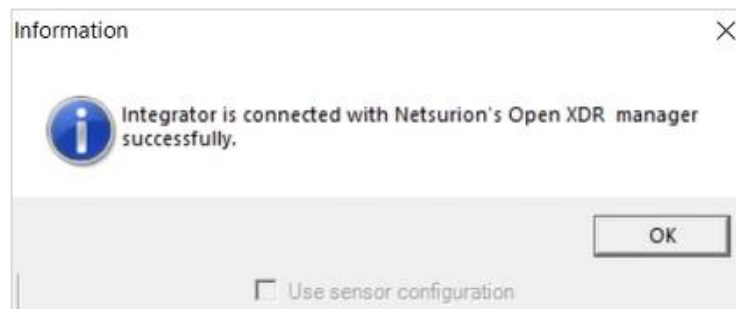 Information
Integrator is connected with Netsurion's Open XDR manager
successfully.
OK
Use sensor configuration